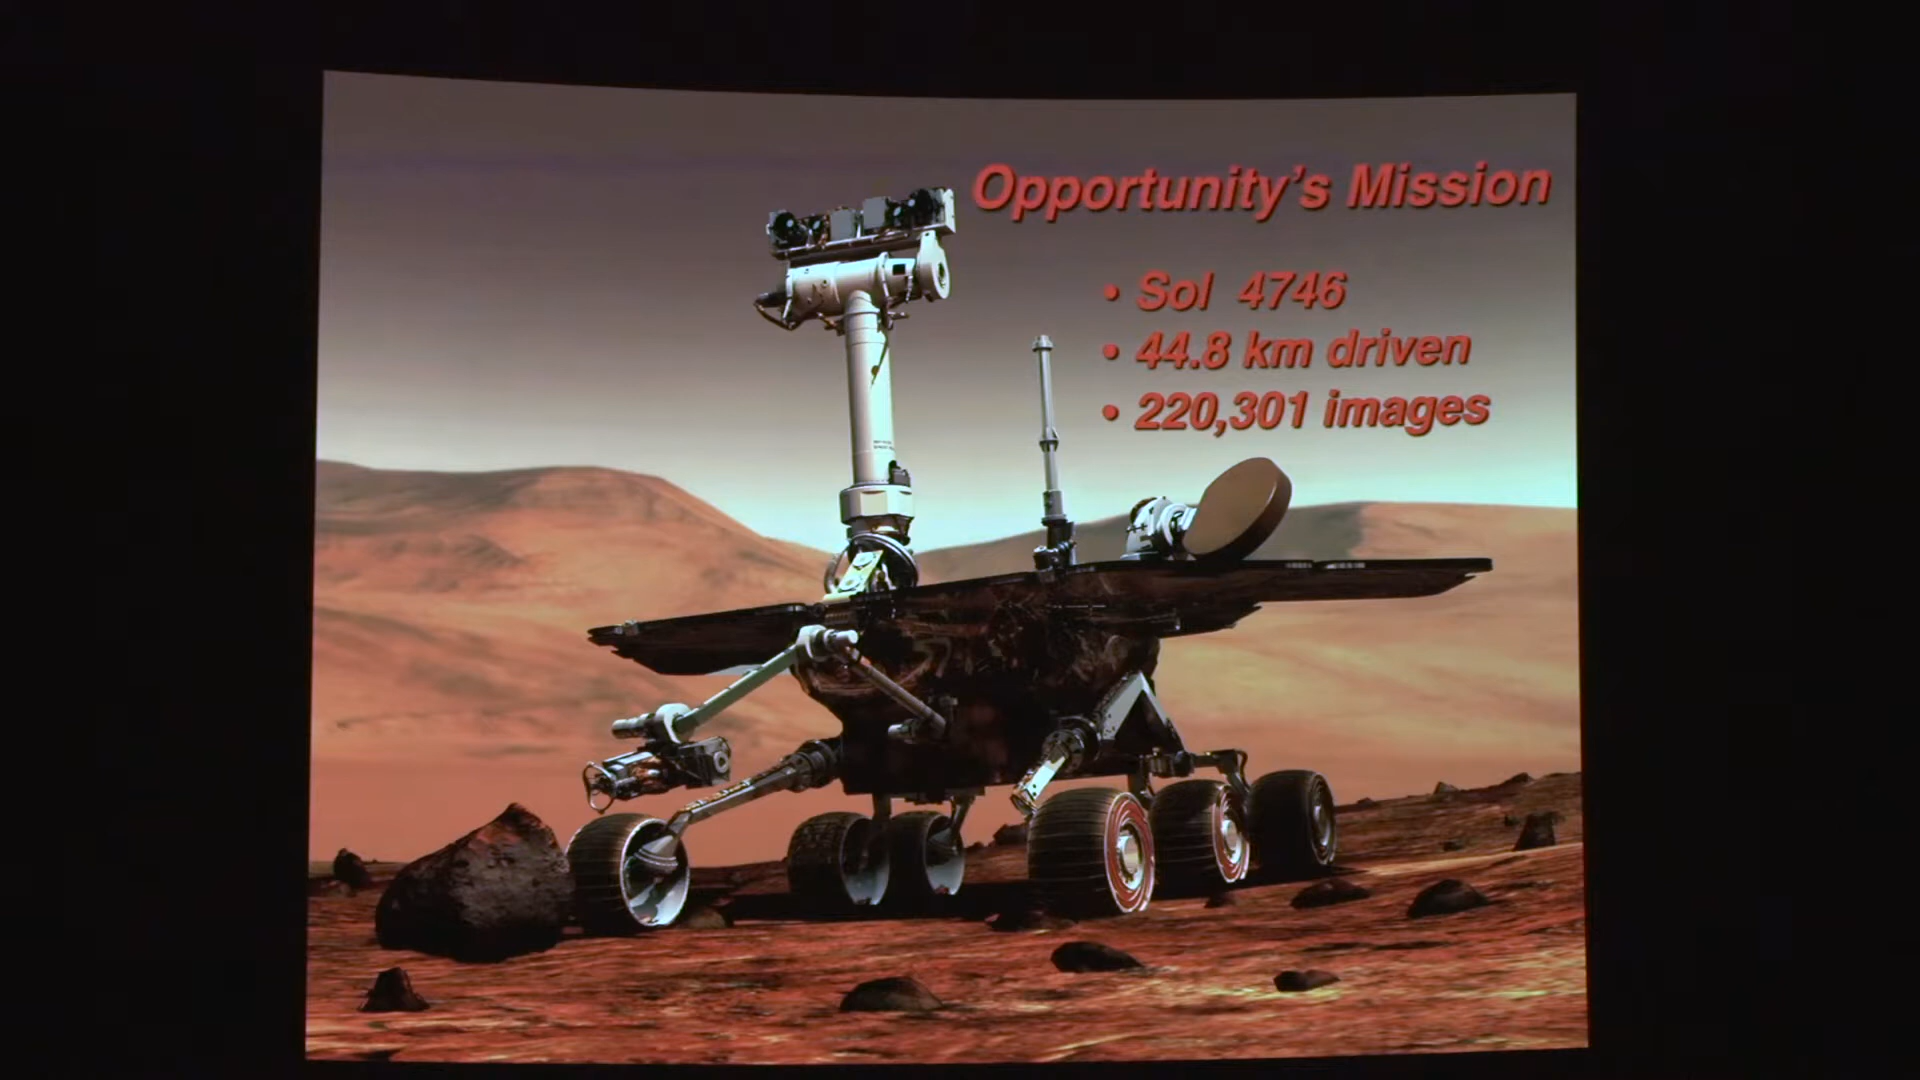 Opportunity's Mission
• Sol 4746
• 44.8 km driven
• 220,301 images